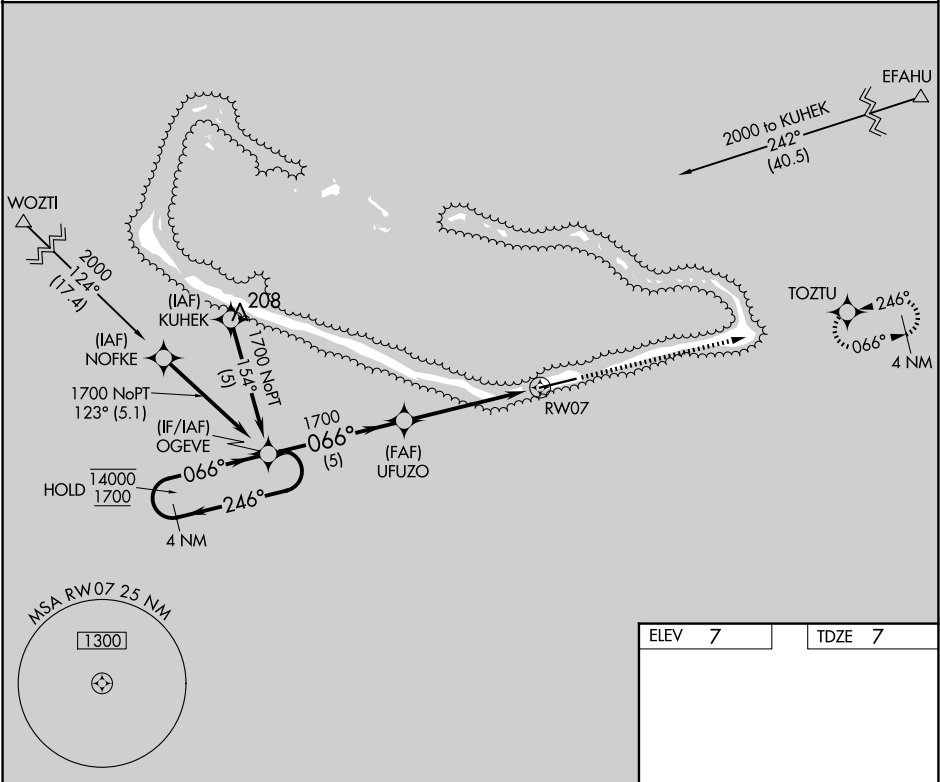 EFAHU
2000 to KUHEK
242°
(40.5)
WOZTI
2000
124°
(17.4)
(IAF)
KUHEK
208
TOZTU
246°
066°
4 NM
(IAF)
NOFKE
1700 NoPT
154°
(5)
1700 NoPT
123° (5.1)
(IF/IAF)
OGEVE
1700
066°
(5)
RW07
(FAF)
UFUZO
HOLD
14000
1700
066°
246°
4 NM
MSA RW07 25 NM
1300
ELEV 7
TDZE 7